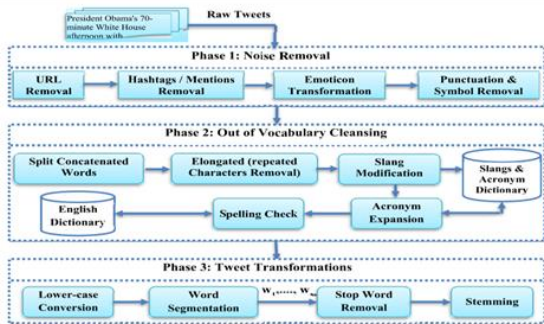 President Obama's 70-
minute White House
afternoon with
Raw Tweets
Phase 1: Noise Removal
URL
Removal
Hashtags / Mentions
Removal
Emoticon
Transformation
Punctuation &
Symbol Removal
Phase 2: Out of Vocabulary Cleansing
Split Concatenated
Words
Elongated (repeated
Characters Removal)
Slang
Modification
Slangs &
Acronym
Dictionary
English
Dictionary
Spelling Check
Acronym
Expansion
Phase 3: Tweet Transformations
Lower-case
Conversion
Word
Segmentation
Stop Word
Removal
Stemming